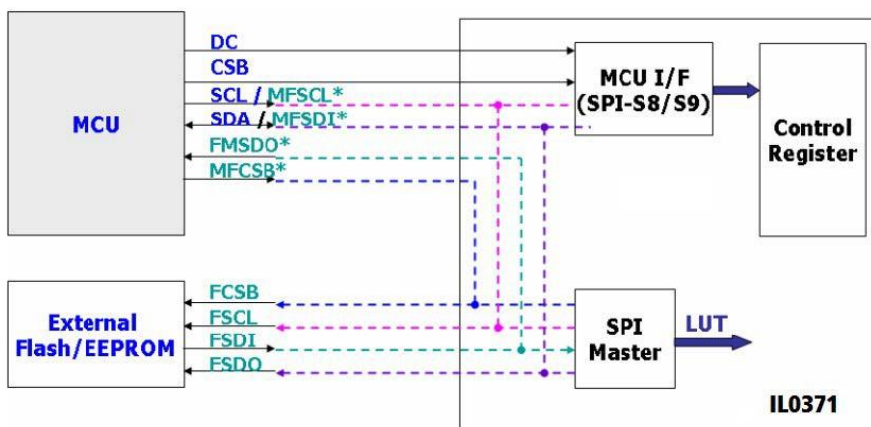 DC
CSB
SCL / MFSCL*
SDA / MFSDI*
FMSDO*
MFCSB*
MCU
MCU I/F
(SPI-S8/S9)
Control
Register
FCSB
FSCL
FSDI
FSDO
External
Flash/EEPROM
SPI
Master
LUT
IL0371